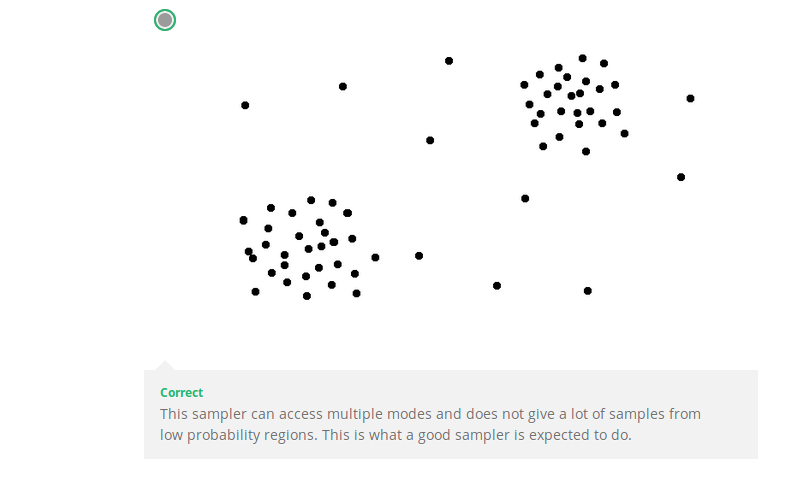 Correct
This sampler can access multiple modes and does not give a lot of samples from
low probability regions. This is what a good sampler is expected to do.